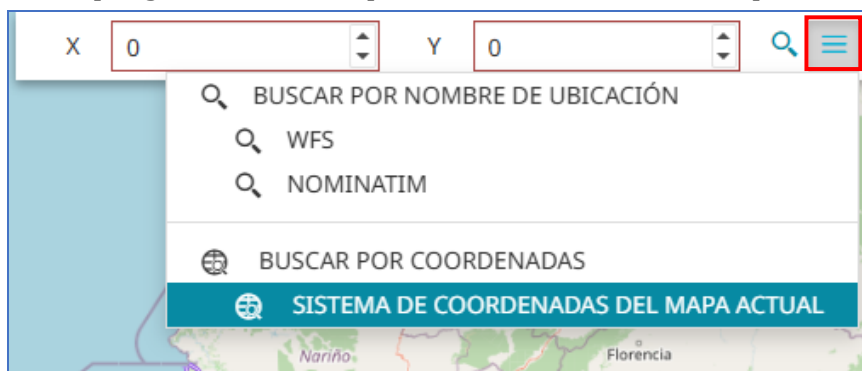 X 0 Y 0
BUSCAR POR NOMBRE DE UBICACIÓN
WFS
NOMINATIM
BUSCAR POR COORDENADAS
SISTEMA DE COORDENADAS DEL MAPA ACTUAL
Nariño Florencia